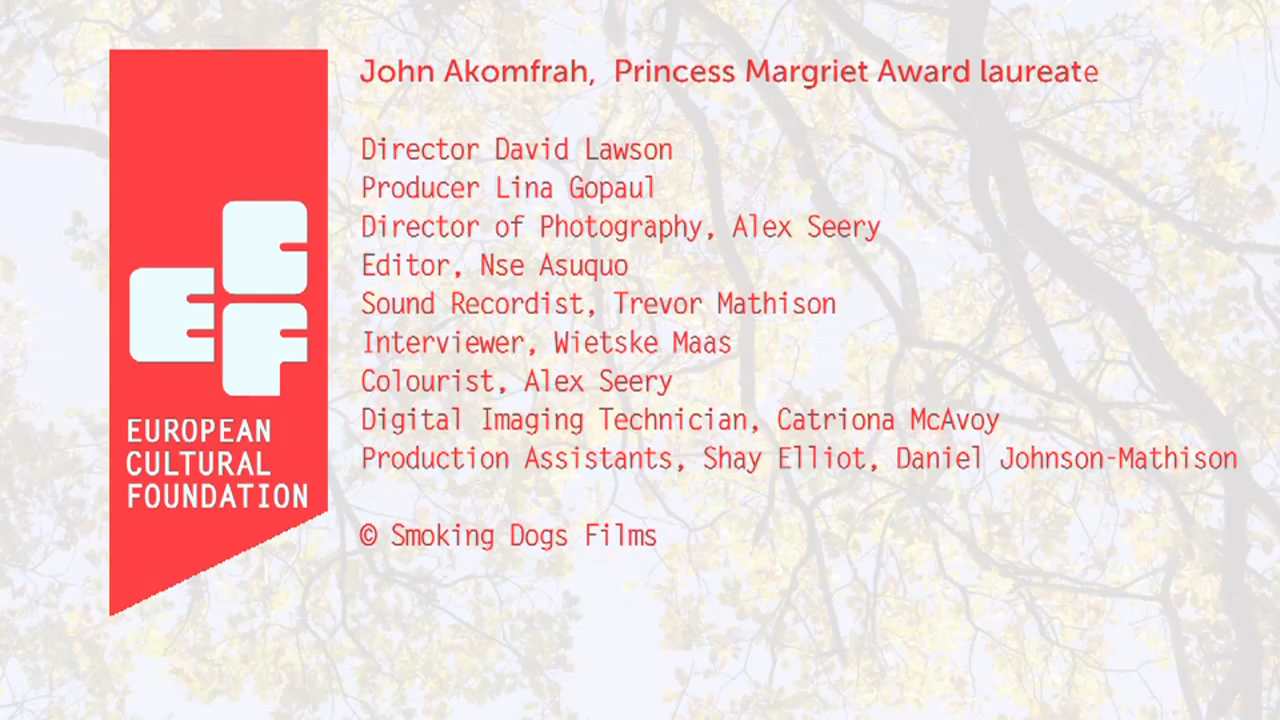 ECF
EUROPEAN
CULTURAL
FOUNDATION
John Akomfrah, Princess Margriet Award laureate
Director David Lawson
Producer Lina Gopaul
Director of Photography, Alex Seery
Editor, Nse Asuquo
Sound Recordist, Trevor Mathison
Interviewer, Wietske Maas
Colourist, Alex Seery
Digital Imaging Technician, Catriona McAvoy
Production Assistants, Shay Elliot, Daniel Johnson-Mathison
© Smoking Dogs Films